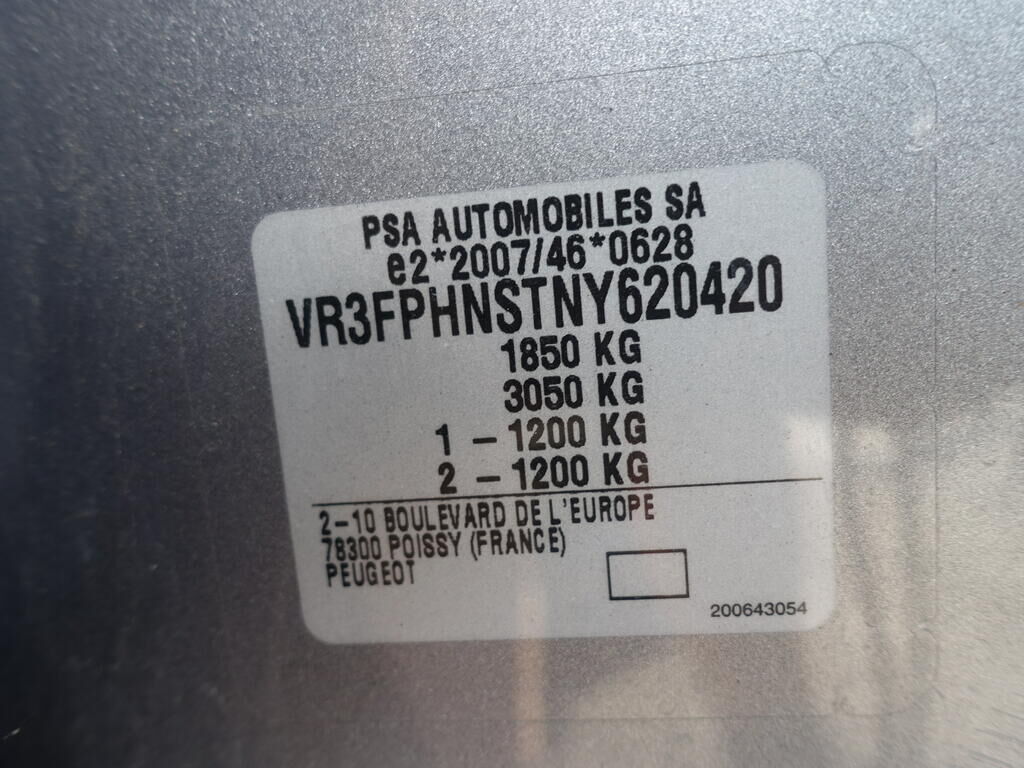 PSA AUTOMOBILES SA
e2*2007/46*0628
VR3FPHNSTNY620420
1850 KG
3050 KG
1 – 1200 KG
2 – 1200 KG
2–10 BOULEVARD DE L'EUROPE
78300 POISSY (FRANCE)
PEUGEOT
200643054